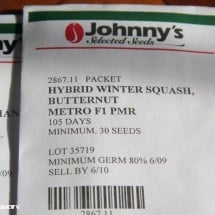 Johnny's
Selected Seeds
2867.11 PACKET
HYBRID WINTER SQUASH,
BUTTERNUT
METRO F1 PMR
105 DAYS
MINIMUM. 30 SEEDS
LOT 35719
MINIMUM GERM 80% 6/09
SELL BY 6/10
2867.11